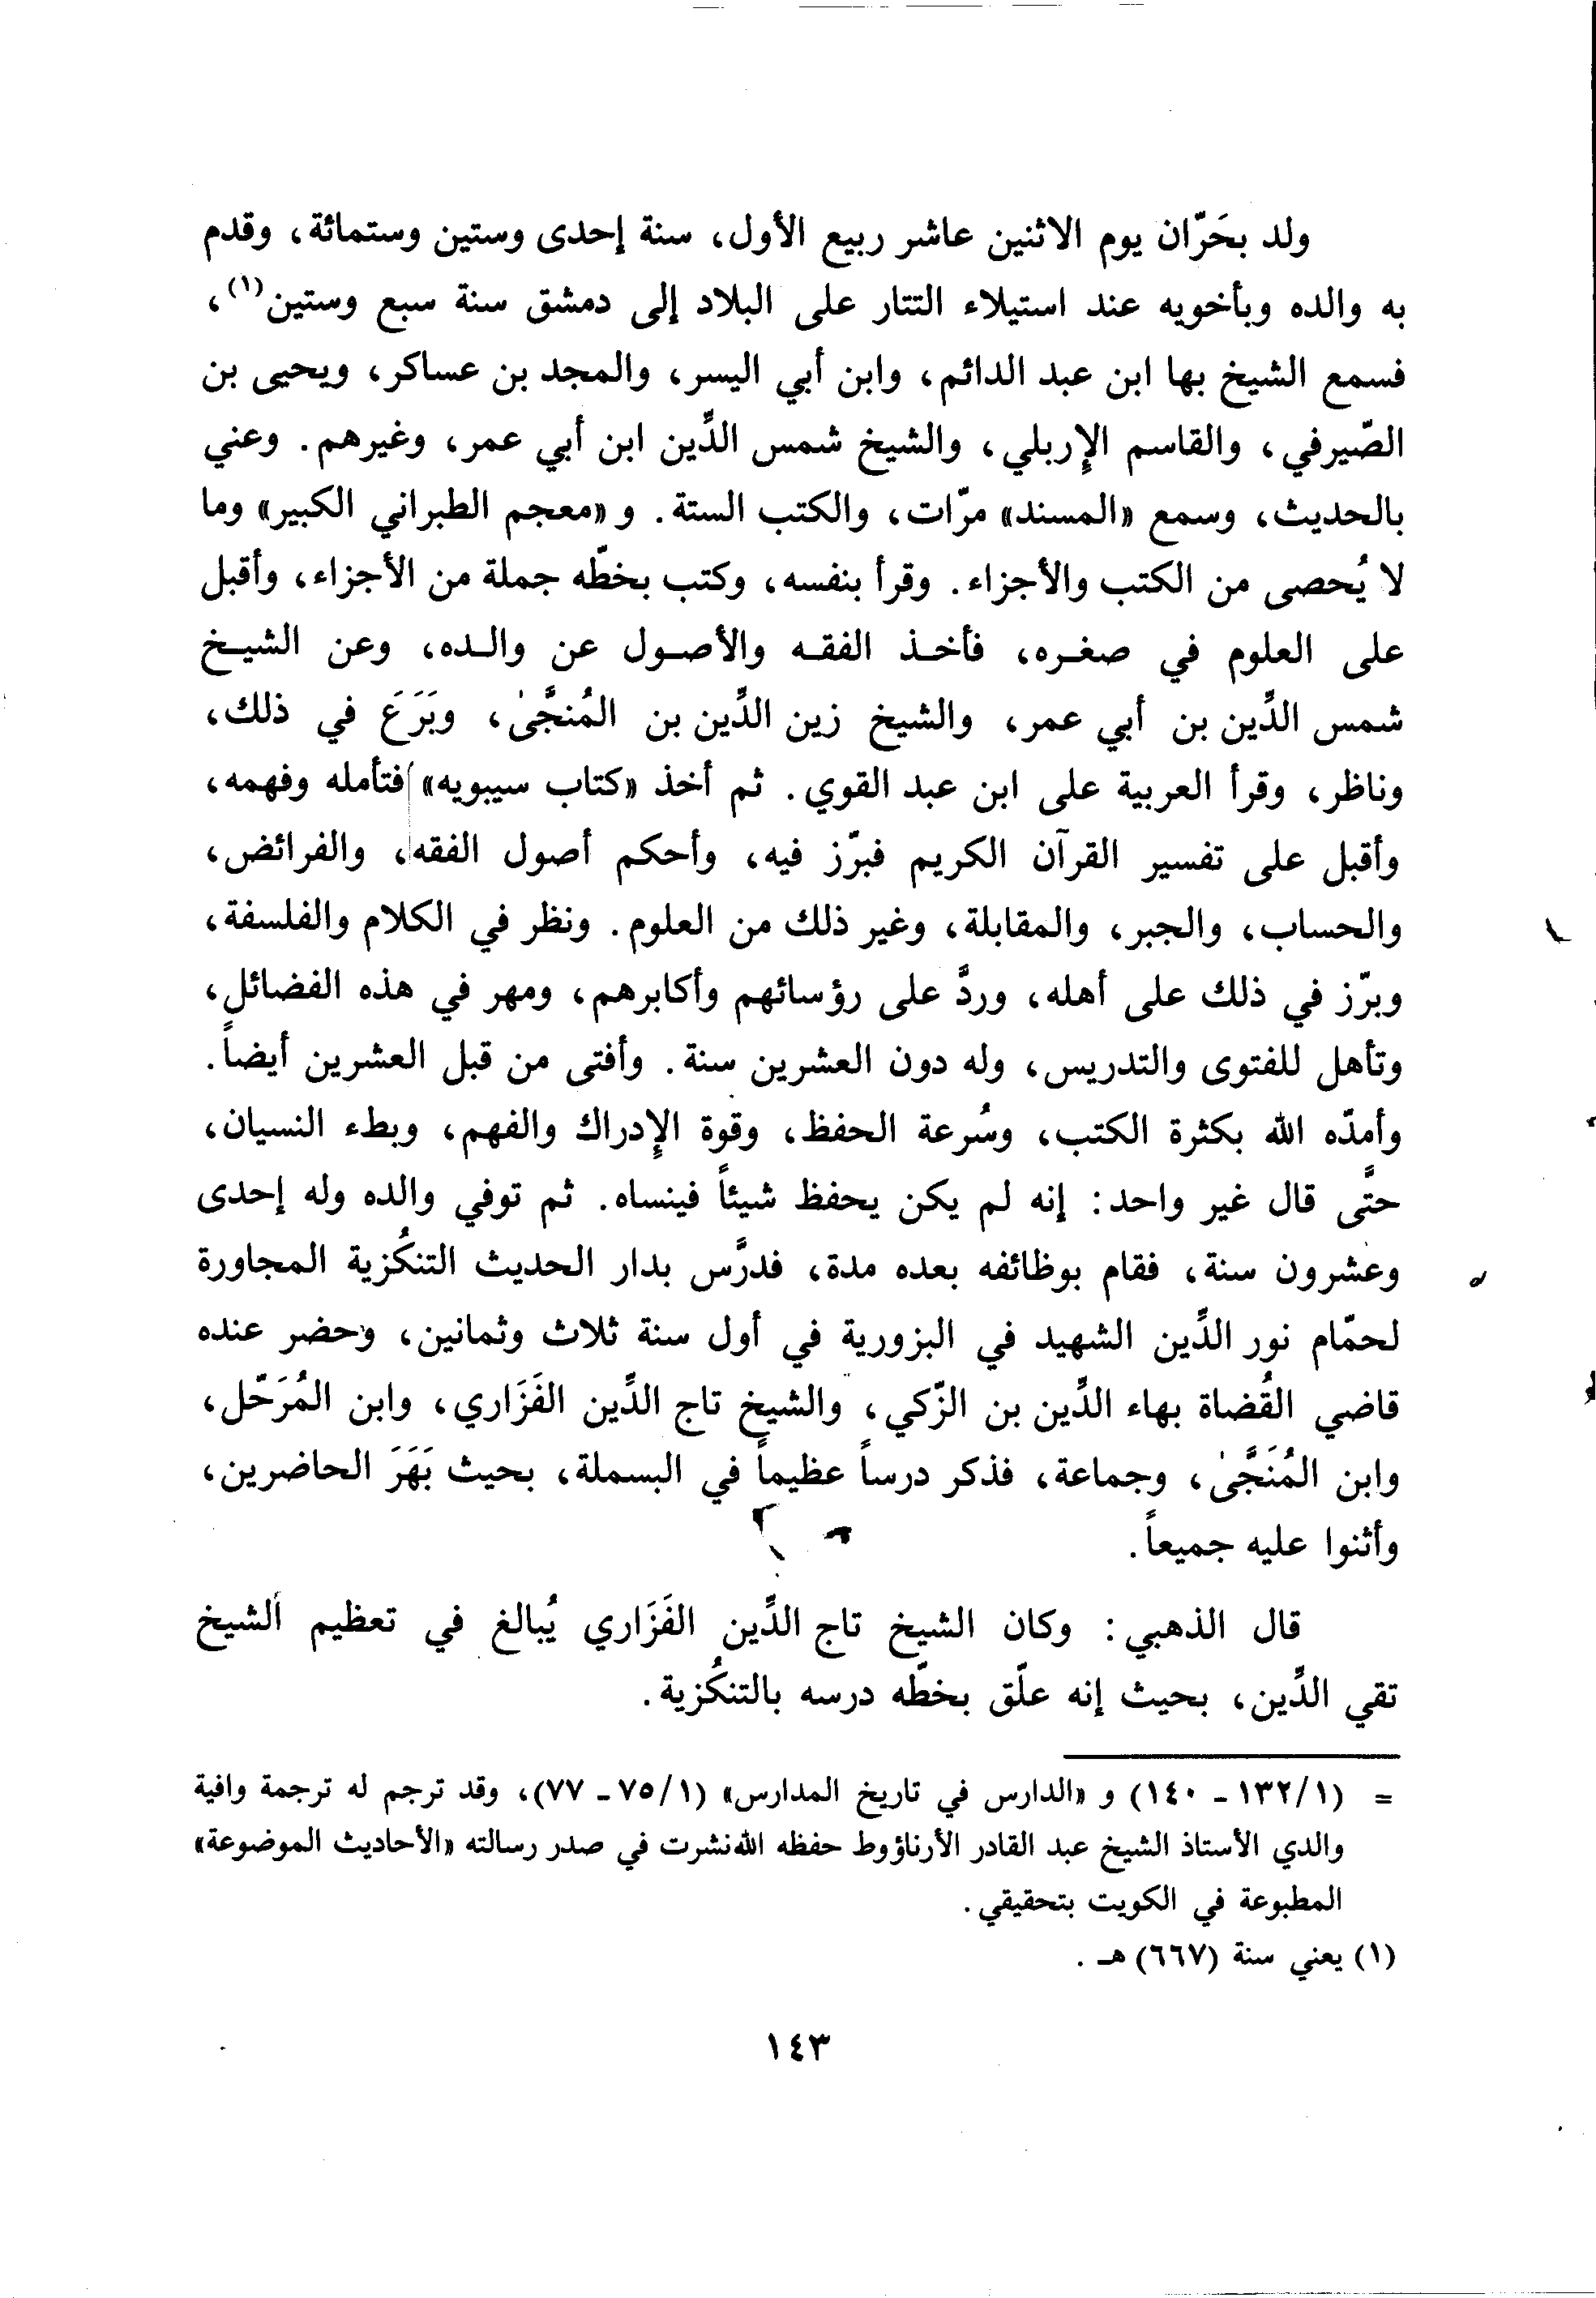 ولد بحَرّان يوم الاثنين عاشر ربيع الأول، سنة إحدى وستين وستمائة، وقدم
به والده وبأخويه عند استيلاء التتار على البلاد إلى دمشق سنة سبع وستين(١)،
فسمع الشيخ بها ابن عبد الدائم، وابن أبي اليسر، والمجد بن عساكر، ويحيى بن
الصّيرفي، والقاسم الإربلي، والشيخ شمس الدِّين ابن أبي عمر، وغيرهم. وعني
بالحديث، وسمع «المسند» مرّات، والكتب الستة. و «معجم الطبراني الكبير» وما
لا يُحصى من الكتب والأجزاء. وقرأ بنفسه، وكتب بخطّه جملة من الأجزاء، وأقبل
على العلوم في صغره، فأخذ الفقه والأصول عن والده، وعن الشيخ
شمس الدِّين بن أبي عمر، والشيخ زين الدِّين بن المُنجَّىٰ، وبَرَعَ في ذلك،
وناظر، وقرأ العربية على ابن عبد القوي. ثم أخذ «كتاب سيبويه» فتأمله وفهمه،
وأقبل على تفسير القرآن الكريم فبرّز فيه، وأحكم أصول الفقه، والفرائض،
والحساب، والجبر، والمقابلة، وغير ذلك من العلوم. ونظر في الكلام والفلسفة،
وبرّز في ذلك على أهله، وردَّ على رؤسائهم وأكابرهم، ومهر في هذه الفضائل،
وتأهل للفتوى والتدريس، وله دون العشرين سنة. وأفتى من قبل العشرين أيضاً.
وأمدّه الله بكثرة الكتب، وسُرعة الحفظ، وقوة الإدراك والفهم، وبطء النسيان،
حتَّى قال غير واحد: إنه لم يكن يحفظ شيئاً فينساه. ثم توفي والده وله إحدى
وعشرون سنة، فقام بوظائفه بعده مدة، فدرَّس بدار الحديث التنكُزية المجاورة
لحمّام نور الدِّين الشهيد في البزورية في أول سنة ثلاث وثمانين، وحضر عنده
قاضي القُضاة بهاء الدِّين بن الزّكي، والشيخ تاج الدِّين الفَزَاري، وابن المُرَحّل،
وابن المُنَجَّىٰ، وجماعة، فذكر درساً عظيماً في البسملة، بحيث بَهَرَ الحاضرين،
وأثنوا عليه جميعاً.
قال الذهبي: وكان الشيخ تاج الدِّين الفَزَاري يُبالغ في تعظيم الشيخ
تقي الدِّين، بحيث إنه علّق بخطّه درسه بالتنكُزية.
= (١/١٣٢ - ١٤٠) و «الدارس في تاريخ المدارس» (١/٧٥ - ٧٧)، وقد ترجم له ترجمة وافية
والدي الأستاذ الشيخ عبد القادر الأرناؤوط حفظه الله نشرت في صدر رسالته «الأحاديث الموضوعة»
المطبوعة في الكويت بتحقيقي.
(١) يعني سنة (٦٦٧) هـ .
١٤٣